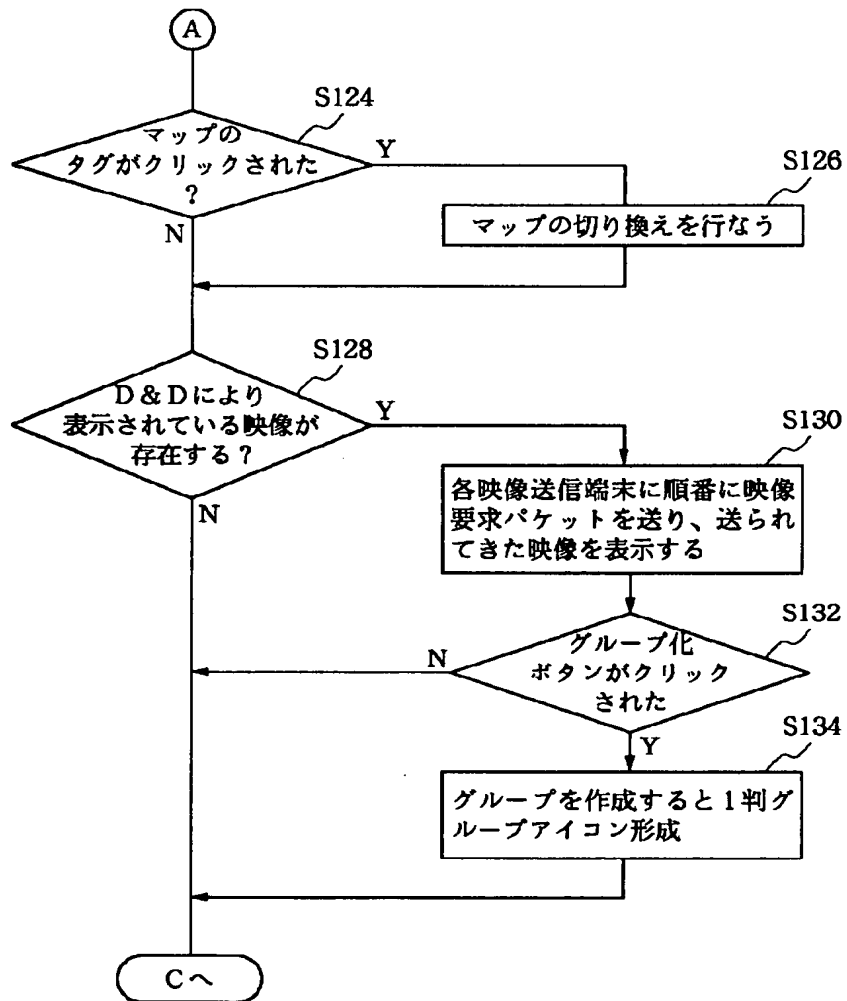 A
S124
マップの
タグがクリックされた
?
Y
N
S126
マップの切り換えを行なう
S128
D&Dにより
表示されている映像が
存在する?
Y
N
S130
各映像送信端末に順番に映像
要求パケットを送り、送られ
てきた映像を表示する
S132
グループ化
ボタンがクリック
された
N
Y
S134
グループを作成すると1判グ
ループアイコン形成
Cへ